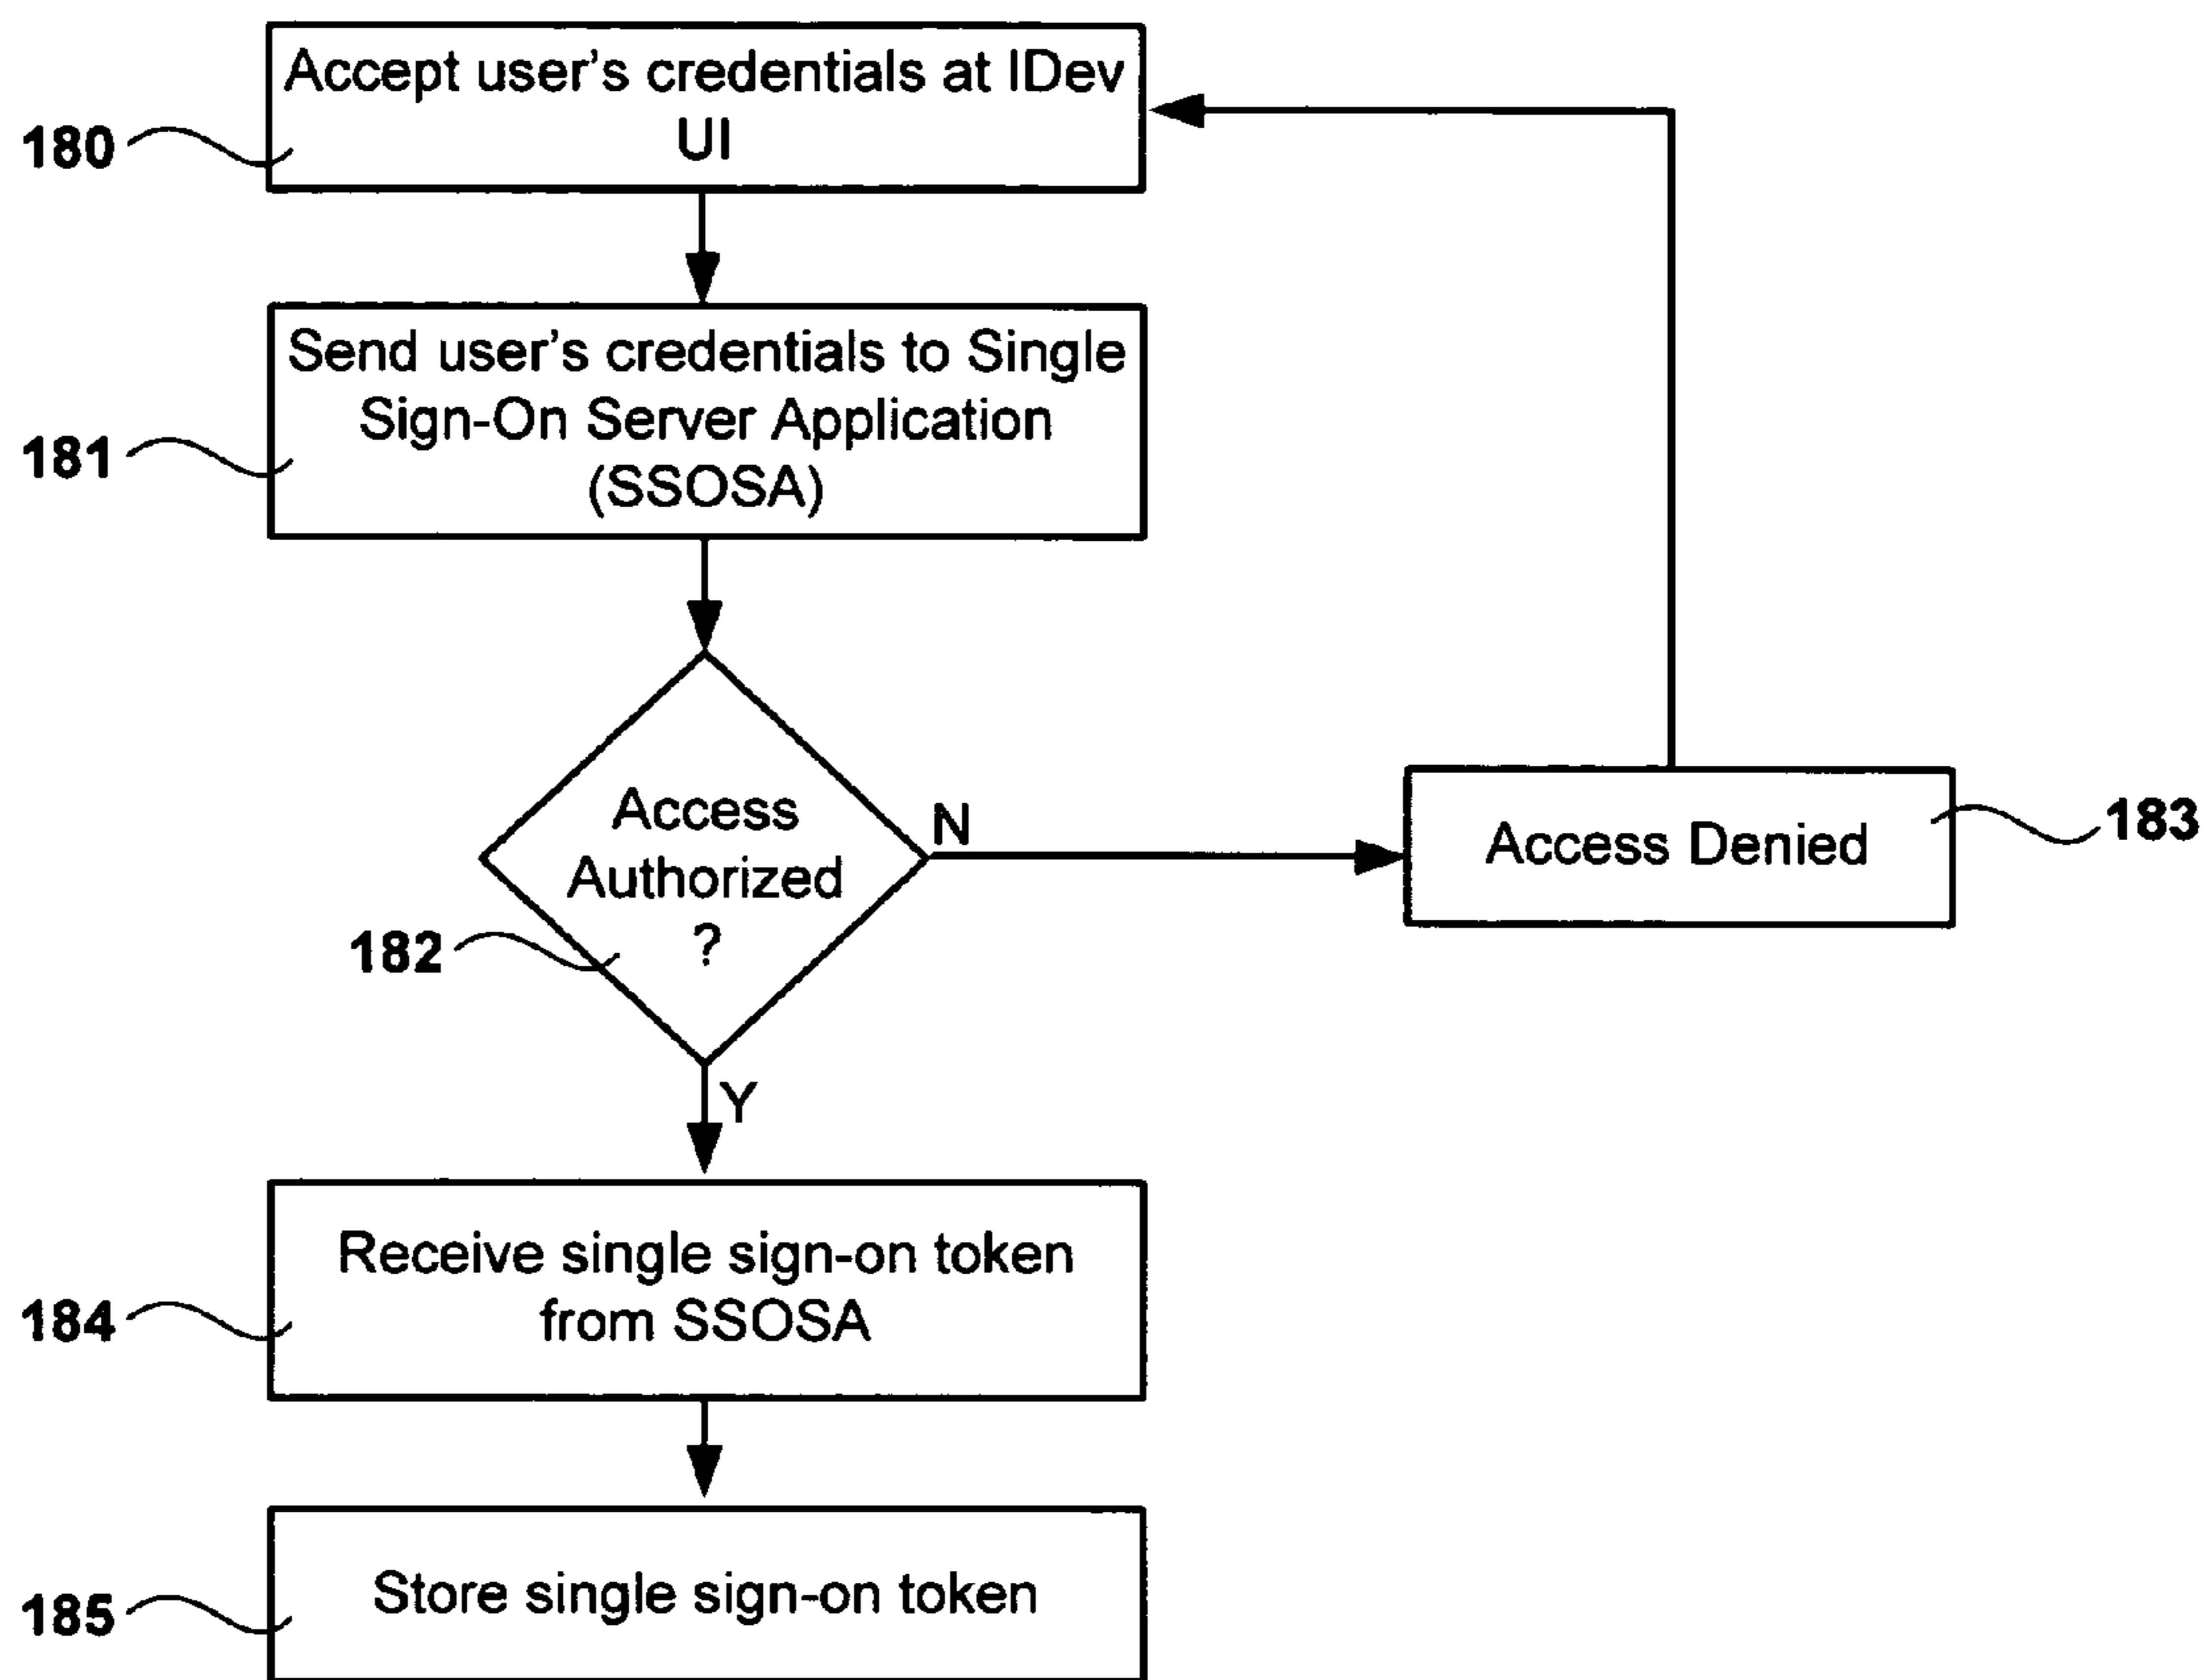 Accept user's credentials at IDev
UI
180
Send user's credentials to Single
Sign-On Server Application
(SSOSA)
181
Access
Authorized
?
182
N
Access Denied
183
Y
Receive single sign-on token
from SSOSA
184
Store single sign-on token
185